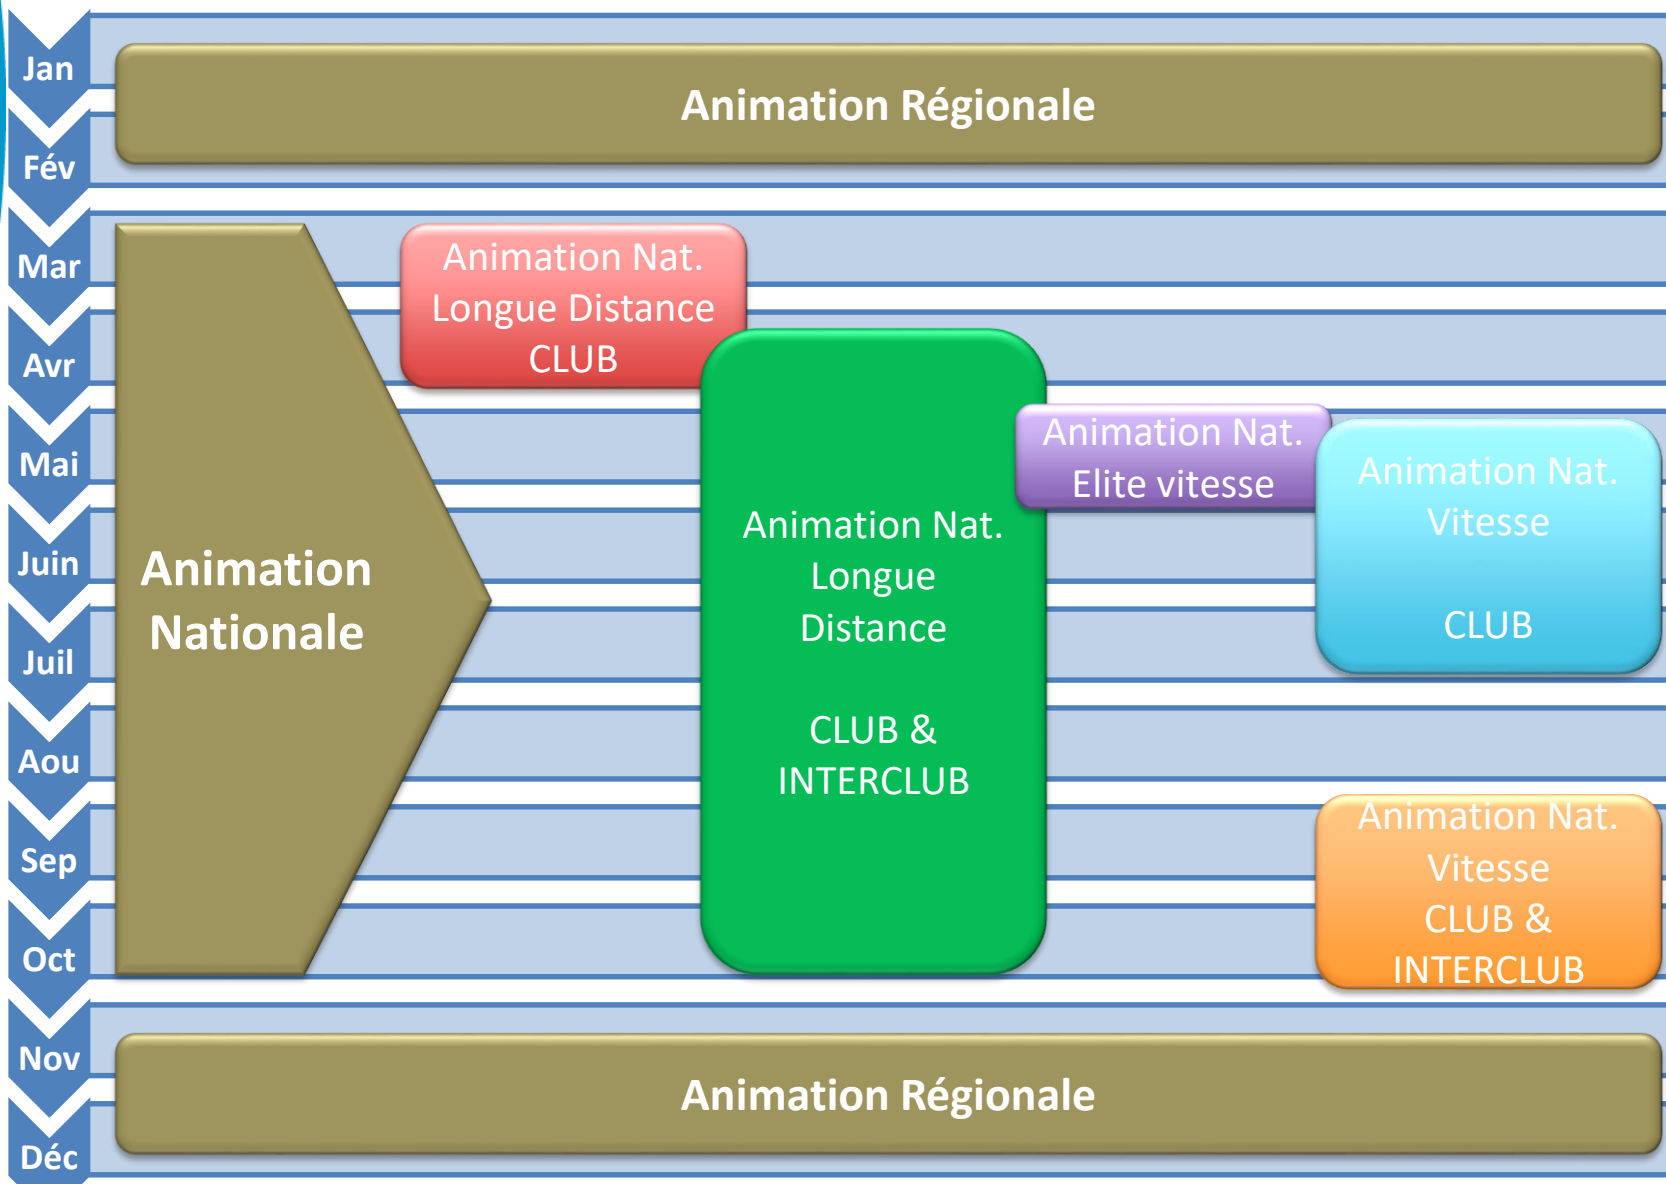 Jan
Fév
Mar
Avr
Mai
Juin
Juil
Aou
Sep
Oct
Nov
Déc
Animation Régionale
Animation
Nationale
Animation Nat.
Longue Distance
CLUB
Animation Nat.
Longue
Distance
CLUB &
INTERCLUB
Animation Nat.
Elite vitesse
Animation Nat.
Vitesse
CLUB
Animation Nat.
Vitesse
CLUB &
INTERCLUB
Animation Régionale